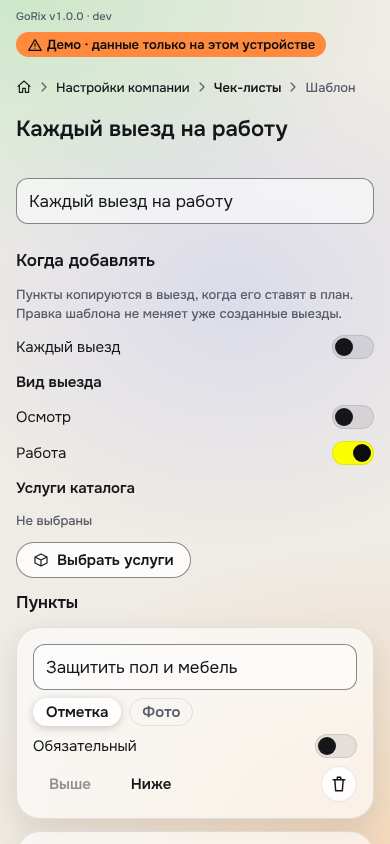 GoRix v1.0.0 · dev
Демо · данные только на этом устройстве
Настройки компании > Чек-листы > Шаблон
Каждый выезд на работу
Каждый выезд на работу
Когда добавлять
Пункты копируются в выезд, когда его ставят в план.
Правка шаблона не меняет уже созданные выезды.
Каждый выезд
Вид выезда
Осмотр
Работа
Услуги каталога
Не выбраны
Выбрать услуги
Пункты
Защитить пол и мебель
Отметка Фото
Обязательный
Выше Ниже